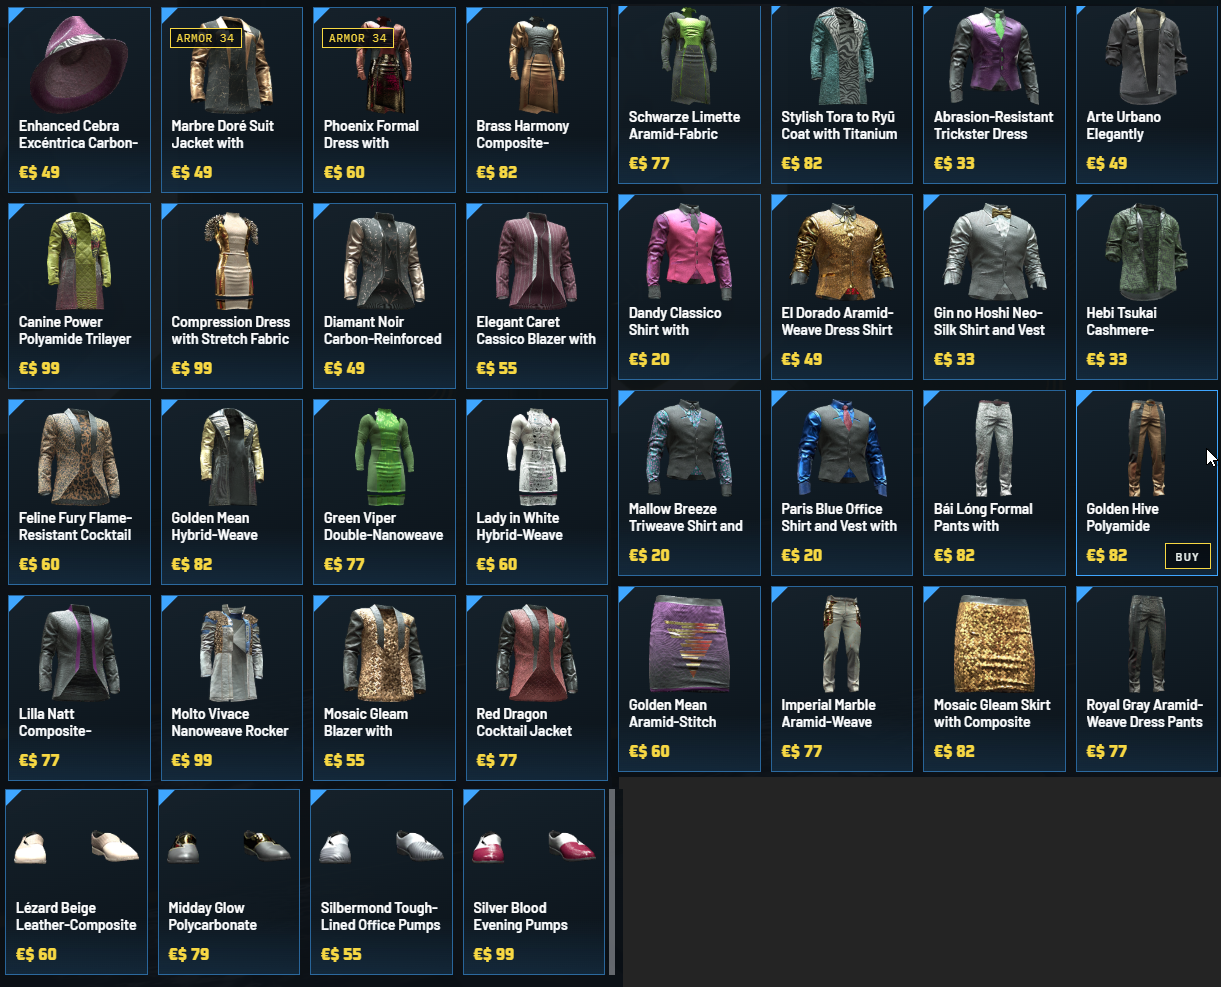 Enhanced Cebra
Excéntrica Carbon-
€$ 49
ARMOR 34
Marbre Doré Suit
Jacket with
€$ 49
ARMOR 34
Phoenix Formal
Dress with
€$ 60
Brass Harmony
Composite-
€$ 82
Canine Power
Polyamide Trilayer
€$ 99
Compression Dress
with Stretch Fabric
€$ 99
Diamant Noir
Carbon-Reinforced
€$ 49
Elegant Caret
Cassico Blazer with
€$ 55
Feline Fury Flame-
Resistant Cocktail
€$ 60
Golden Mean
Hybrid-Weave
€$ 82
Green Viper
Double-Nanoweave
€$ 77
Lady in White
Hybrid-Weave
€$ 60
Lilla Natt
Composite-
€$ 77
Molto Vivace
Nanoweave Rocker
€$ 99
Mosaic Gleam
Blazer with
€$ 55
Red Dragon
Cocktail Jacket
€$ 77
Lézard Beige
Leather-Composite
€$ 60
Midday Glow
Polycarbonate
€$ 79
Silbermond Tough-
Lined Office Pumps
€$ 55
Silver Blood
Evening Pumps
€$ 99
Schwarze Limette
Aramid-Fabric
€$ 77
Stylish Tora to Ryū
Coat with Titanium
€$ 82
Abrasion-Resistant
Trickster Dress
€$ 33
Arte Urbano
Elegantly
€$ 49
Dandy Classico
Shirt with
€$ 20
El Dorado Aramid-
Weave Dress Shirt
€$ 49
Gin no Hoshi Neo-
Silk Shirt and Vest
€$ 33
Hebi Tsukai
Cashmere-
€$ 33
Mallow Breeze
Triweave Shirt and
€$ 20
Paris Blue Office
Shirt and Vest with
€$ 20
Bái Lóng Formal
Pants with
€$ 82
Golden Hive
Polyamide
€$ 82
BUY
Golden Mean
Aramid-Stitch
€$ 60
Imperial Marble
Aramid-Weave
€$ 77
Mosaic Gleam Skirt
with Composite
€$ 82
Royal Gray Aramid-
Weave Dress Pants
€$ 77